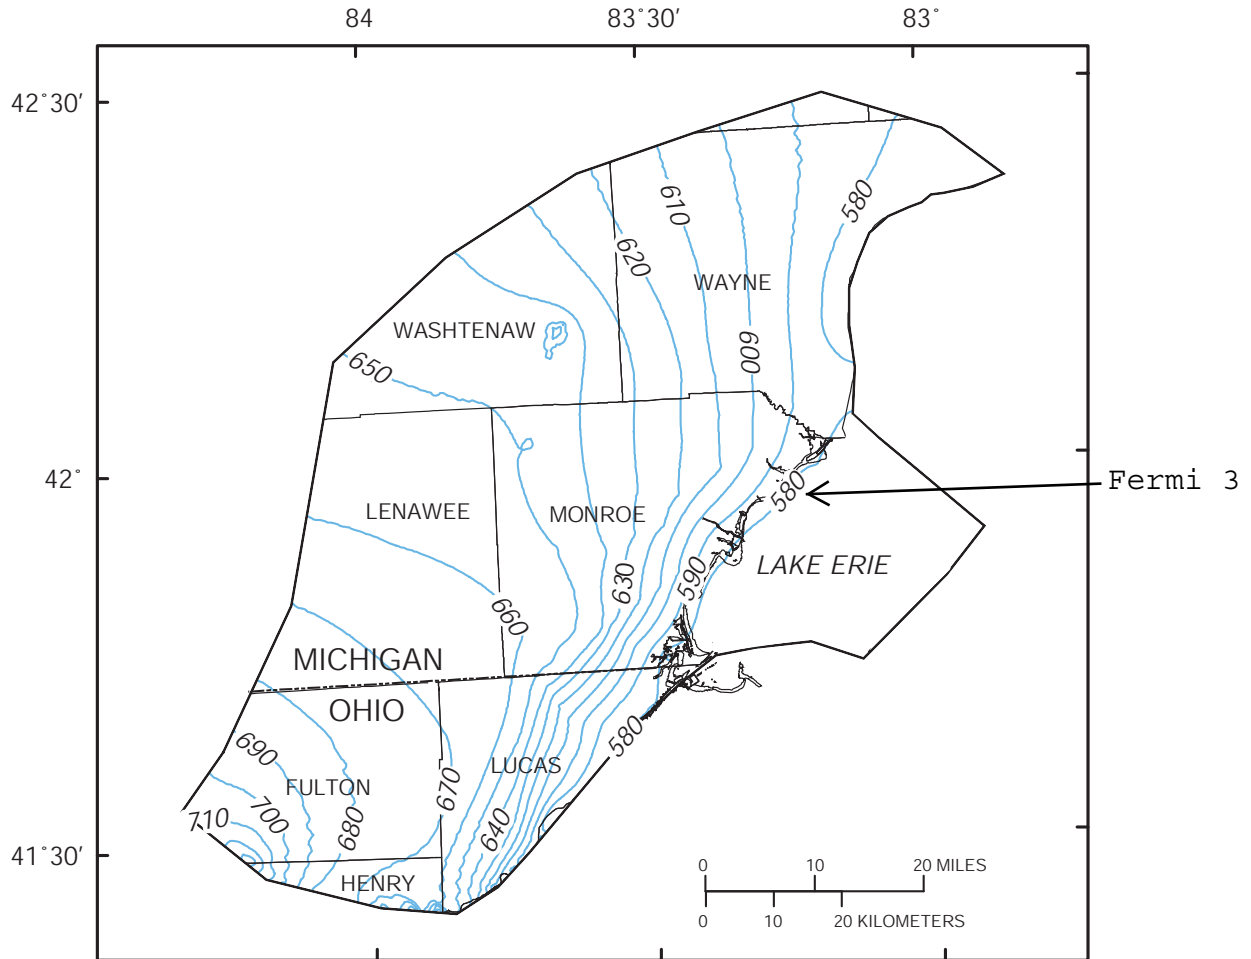 84
83°30′
83°
42°30′
580
610
620
WAYNE
WASHTENAW
600
650
42°
580
Fermi 3
LENAWEE
MONROE
LAKE ERIE
590
630
660
MICHIGAN
OHIO
580
690
LUCAS
670
FULTON
700
710
680
640
41°30′
HENRY
0 10 20 MILES
0 10 20 KILOMETERS